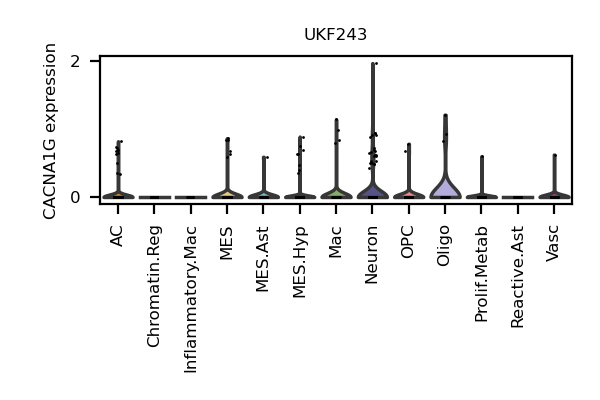 UKF243
CACNA1G expression
2
0
AC
Chromatin.Reg
Inflammatory.Mac
MES
MES.Ast
MES.Hyp
Mac
Neuron
OPC
Oligo
Prolif.Metab
Reactive.Ast
Vasc